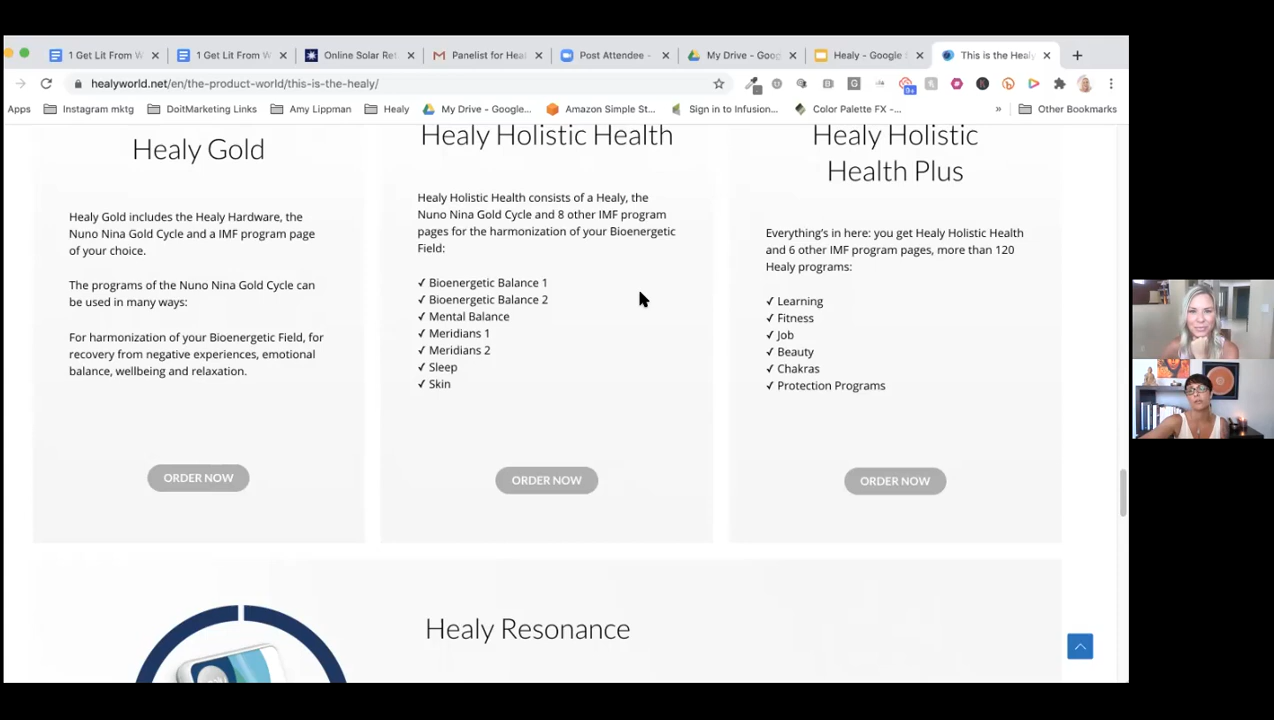 1 Get Lit From W
1 Get Lit From W
Online Solar Ret
Panelist for Heal
Post Attendee -
My Drive - Goog
Healy - Google S
This is the Healy
healyworld.net/en/the-product-world/this-is-the-healy/
Apps
Instagram mktg
DoitMarketing Links
Amy Lippman
Healy
My Drive - Google...
Amazon Simple St...
Sign in to Infusion...
Color Palette FX -...
»
Other Bookmarks
Healy Gold
Healy Gold includes the Healy Hardware, the
Nuno Nina Gold Cycle and a IMF program page
of your choice.
The programs of the Nuno Nina Gold Cycle can
be used in many ways:
For harmonization of your Bioenergetic Field, for
recovery from negative experiences, emotional
balance, wellbeing and relaxation.
ORDER NOW
Healy Holistic Health
Healy Holistic Health consists of a Healy, the
Nuno Nina Gold Cycle and 8 other IMF program
pages for the harmonization of your Bioenergetic
Field:
✓ Bioenergetic Balance 1
✓ Bioenergetic Balance 2
✓ Mental Balance
✓ Meridians 1
✓ Meridians 2
✓ Sleep
✓ Skin
ORDER NOW
Healy Holistic
Health Plus
Everything's in here: you get Healy Holistic Health
and 6 other IMF program pages, more than 120
Healy programs:
✓ Learning
✓ Fitness
✓ Job
✓ Beauty
✓ Chakras
✓ Protection Programs
ORDER NOW
Healy Resonance